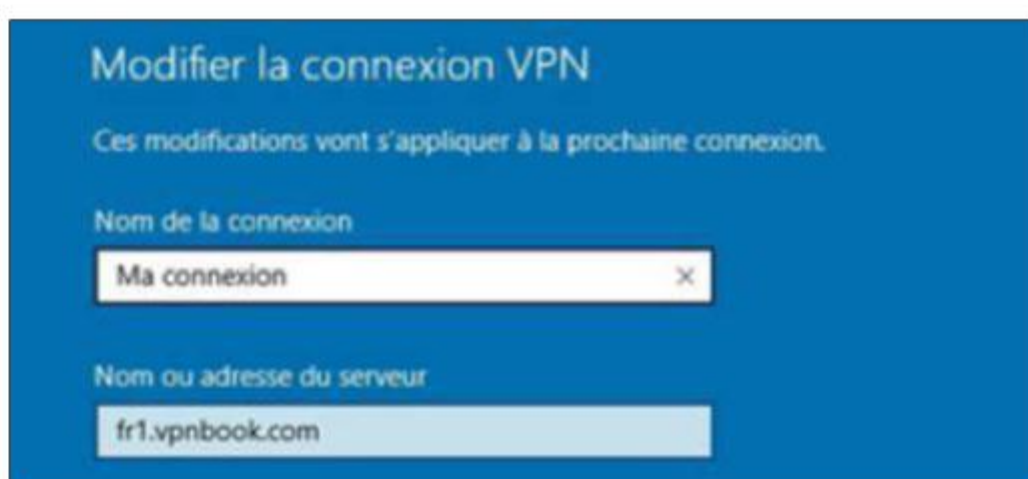 Modifier la connexion VPN
Ces modifications vont s'appliquer à la prochaine connexion.
Nom de la connexion
Ma connexion
Nom ou adresse du serveur
fr1.vpnbook.com